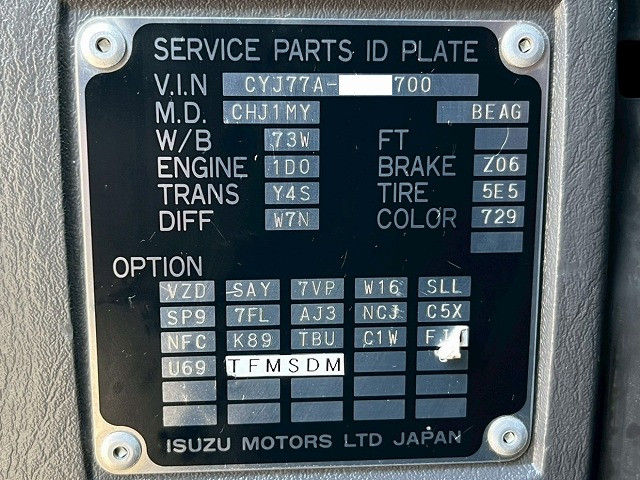 SERVICE PARTS ID PLATE
V.I.N CYJ77A- 700
M.D. CHJ1MY BEAG
W/B 73W FT
ENGINE 1D0 BRAKE Z06
TRANS Y4S TIRE 5E5
DIFF W7N COLOR 729
OPTION
VZD SAY 7VP W16 SLL
SP9 7FL AJ3 NCJ C5X
NFC K89 TBU C1W
U69 TFMSDM
ISUZU MOTORS LTD JAPAN